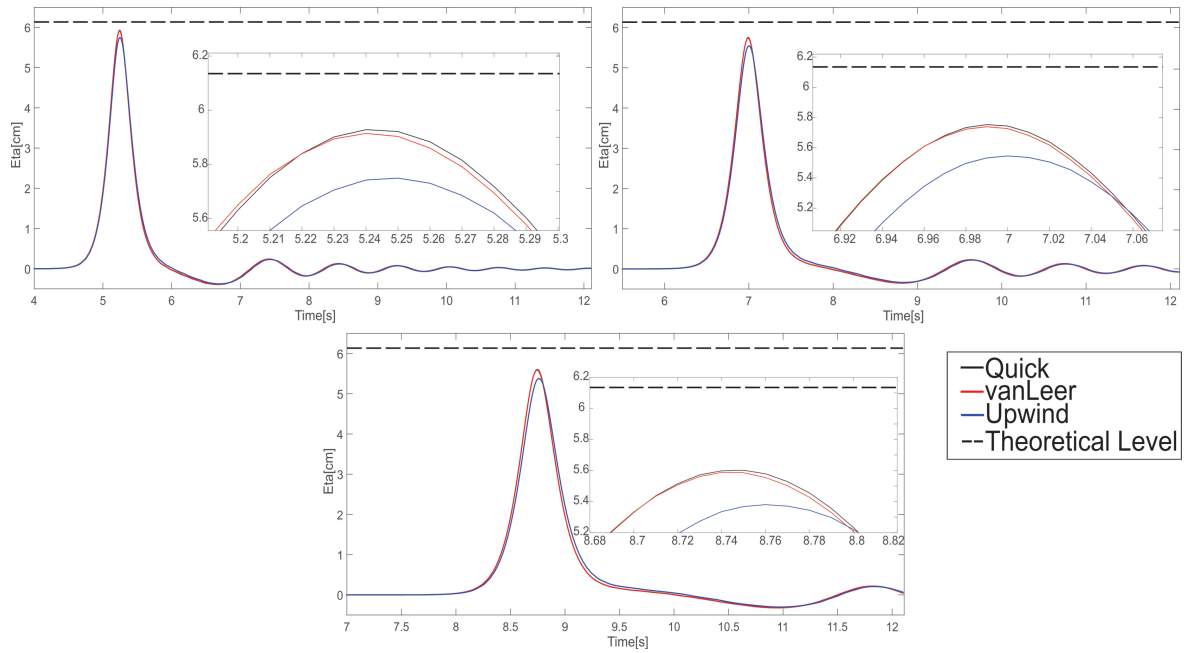 6
5
4
3
2
1
0
Eta[cm]
4 5 6 7 8 9 10 11 12
Time[s]
6.2
6
5.8
5.6
5.2 5.21 5.22 5.23 5.24 5.25 5.26 5.27 5.28 5.29 5.3
6
5
4
3
2
1
0
Eta[cm]
6 7 8 9 10 11 12
Time[s]
6.2
6
5.8
5.6
5.4
5.2
6.92 6.94 6.96 6.98 7 7.02 7.04 7.06
6
5
4
3
2
1
0
Eta[cm]
7 7.5 8 8.5 9 9.5 10 10.5 11 11.5 12
Time[s]
6.2
6
5.8
5.6
5.4
5.2
8.68 8.7 8.72 8.74 8.76 8.78 8.8 8.82
Quick
vanLeer
Upwind
Theoretical Level